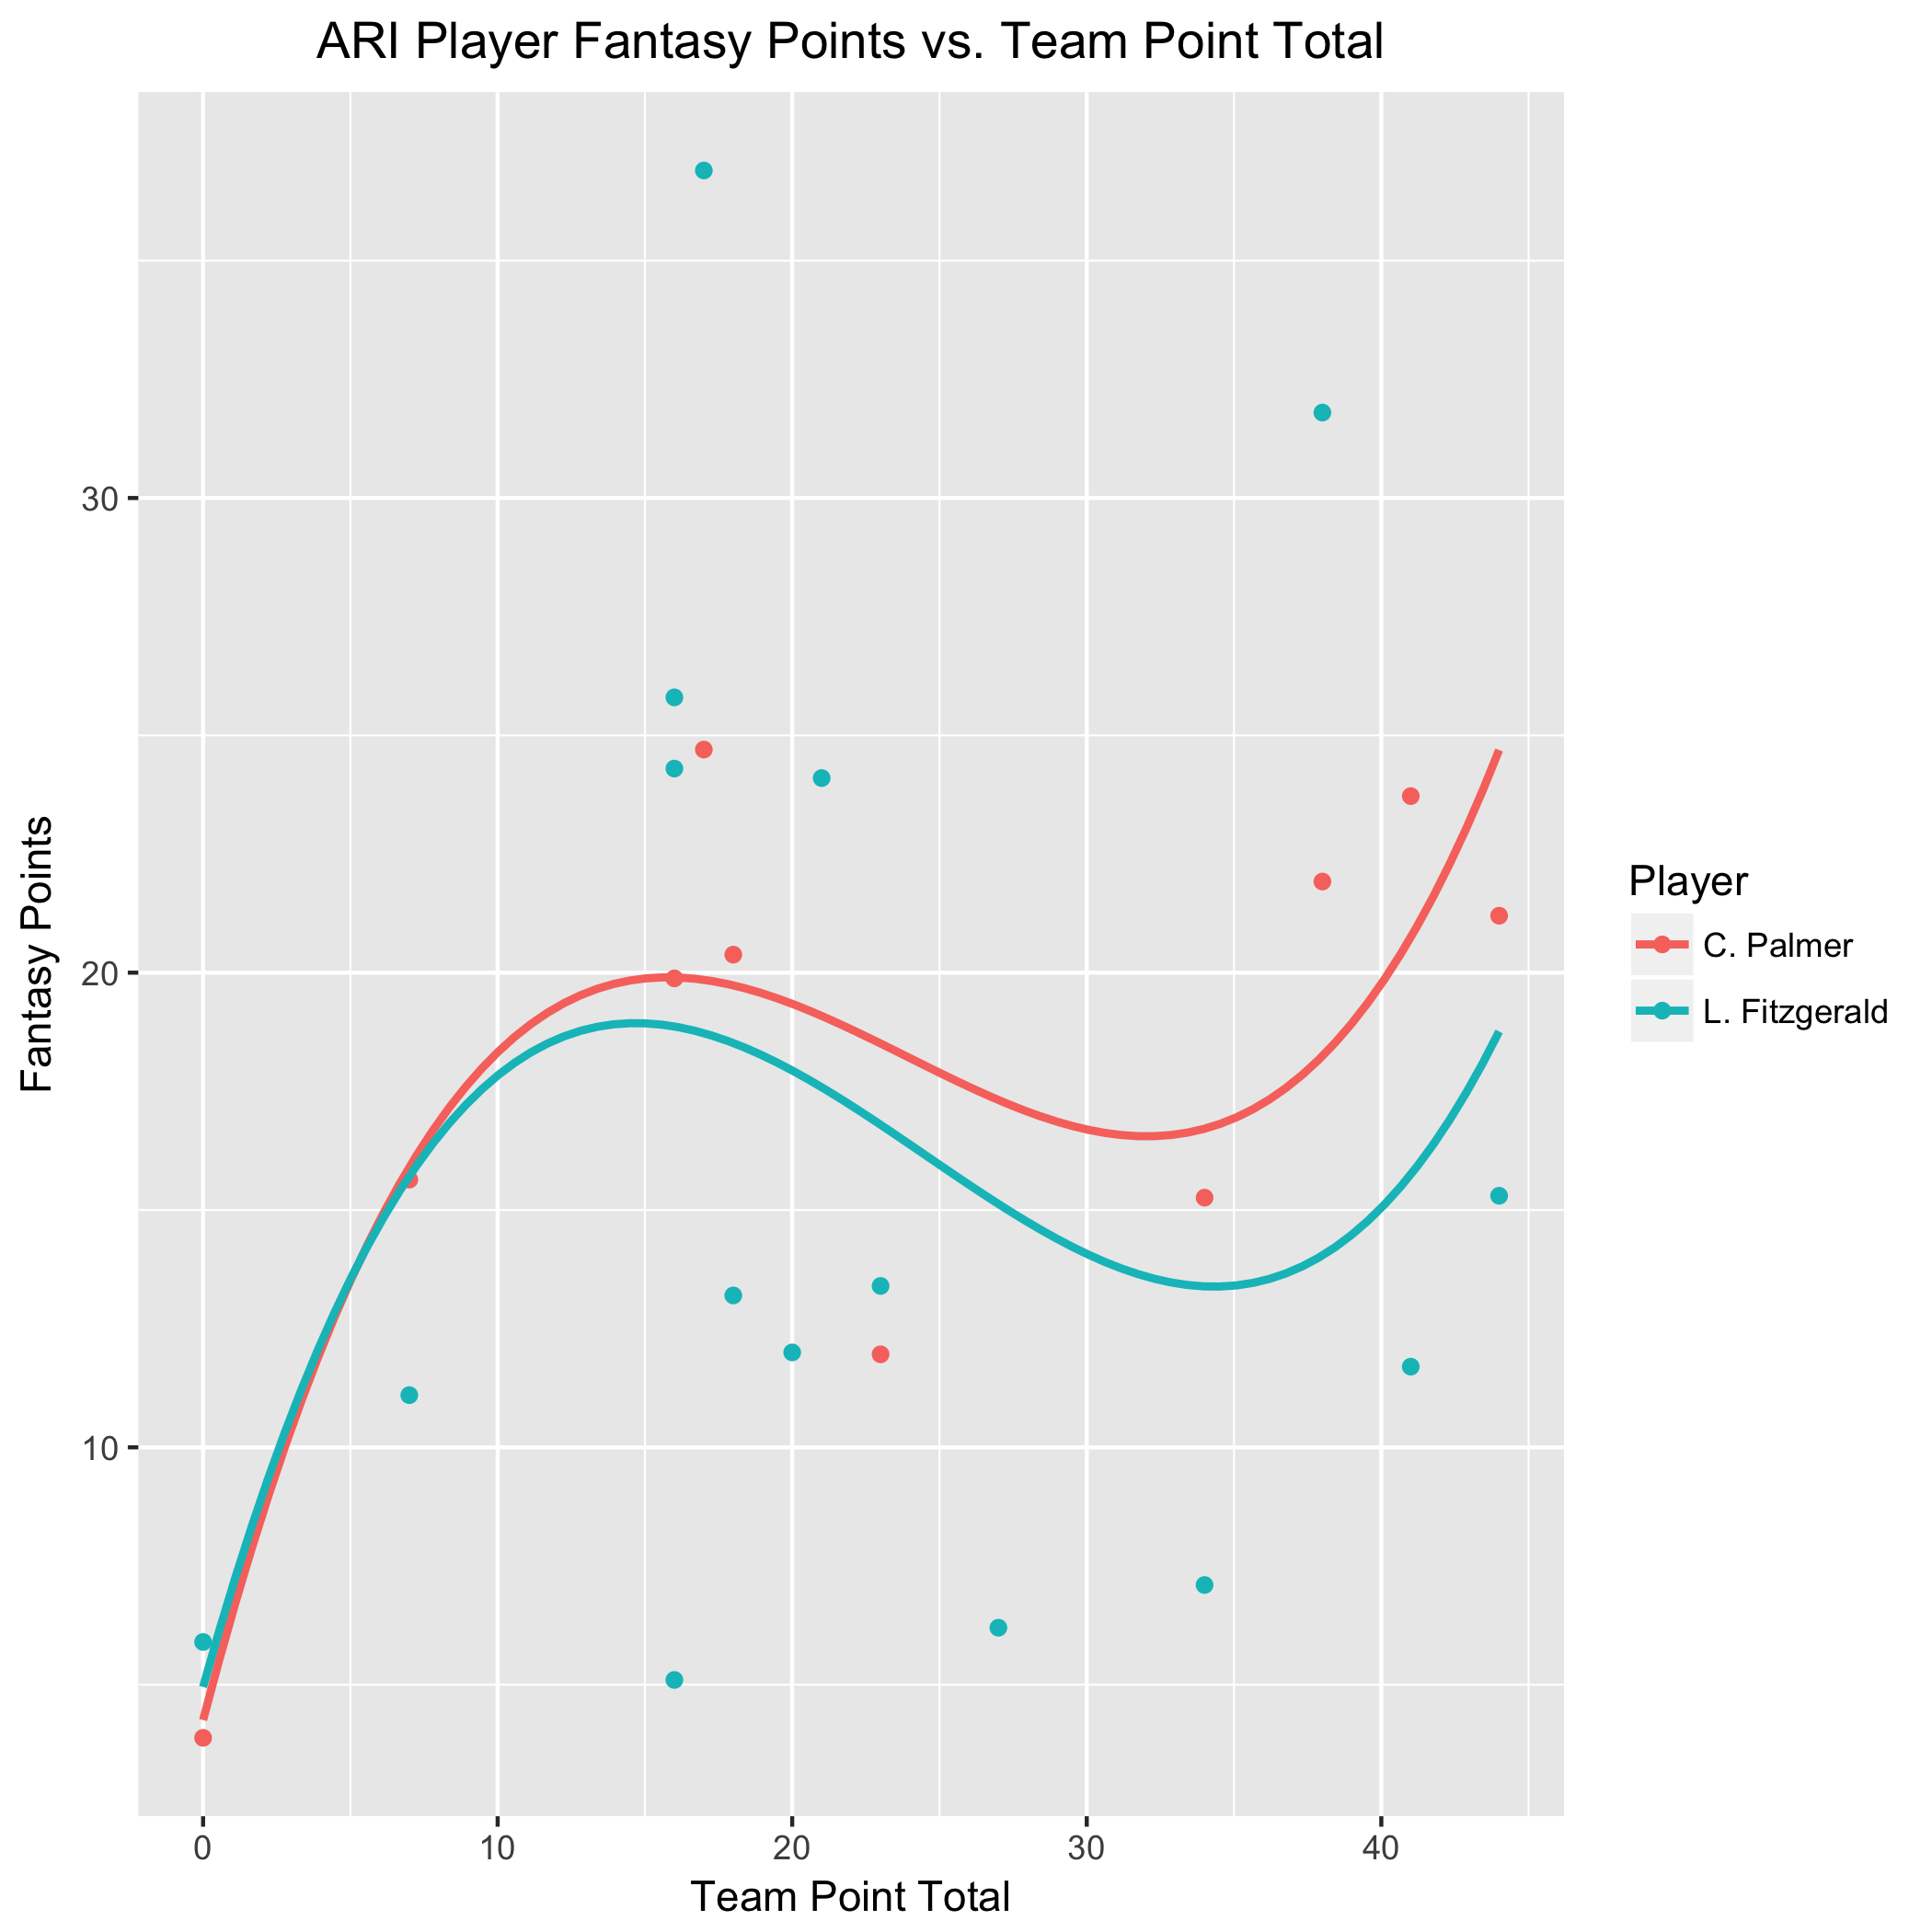 ARI Player Fantasy Points vs. Team Point Total
Fantasy Points
30
20
10
0 10 20 30 40
Team Point Total
Player
C. Palmer
L. Fitzgerald